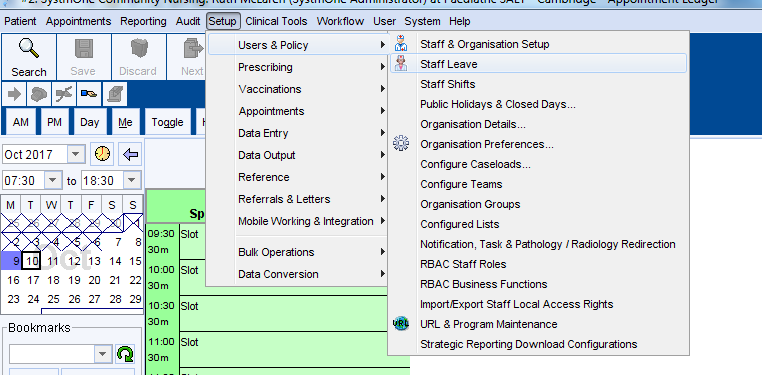 #2. SystmOne Community Nursing: Ruth McLaren (SystmOne Administrator) at Paediatric SALT - Cambridge - Appointment Ledger
Patient Appointments Reporting Audit Setup Clinical Tools Workflow User System Help
Search Save Discard Next
AM PM Day Me Toggle
Oct 2017
07:30 to 18:30
M T W F S S
2 3 4 5 6 7 8
9 10 11 12 13 14 15
16 17 18 19 20 21 22
23 24 25 26 27 28 29
Oct
Bookmarks
Sp
09:30 Slot
30m
10:00 Slot
30m
10:30 Slot
30m
11:00 Slot
30m
Users & Policy
Prescribing
Vaccinations
Appointments
Data Entry
Data Output
Reference
Referrals & Letters
Mobile Working & Integration
Bulk Operations
Data Conversion
Staff & Organisation Setup
Staff Leave
Staff Shifts
Public Holidays & Closed Days...
Organisation Details...
Organisation Preferences...
Configure Caseloads...
Configure Teams
Organisation Groups
Configured Lists
Notification, Task & Pathology / Radiology Redirection
RBAC Staff Roles
RBAC Business Functions
Import/Export Staff Local Access Rights
URL URL & Program Maintenance
Strategic Reporting Download Configurations